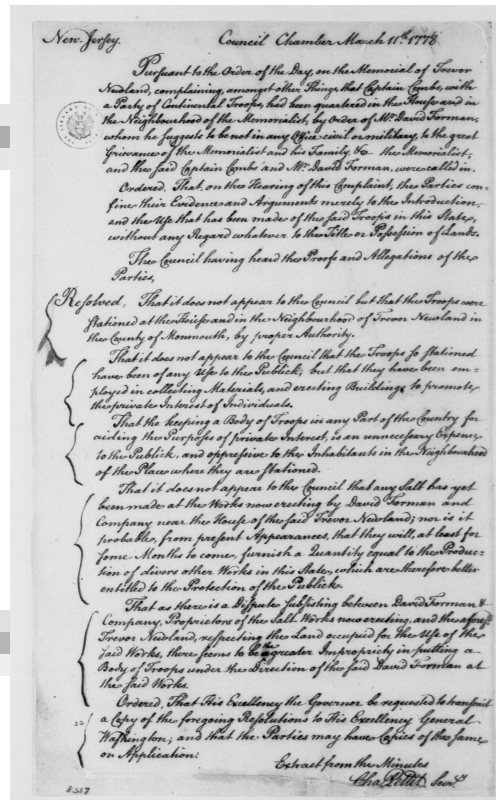 New Jersey. Council Chamber March 11th. 1778
Pursuant to the Order of the Day, on the Memorial of Trevor
Newland, complaining, amongst other Things that Captain Combs, with
a Party of Continental Troops, had been quartered in the House and in
the Neighbourhood of the Memorialist, by Order of Mr. David Forman,
whom he suggests to be not in any Office civil or military, to the great
Grievance of the Memorialist and his Family &c the Memorialist,
and the said Captain Combs and Mr. David Forman, were called in.
Ordered, That, on the Hearing of this Complaint, the Parties con-
fine their Evidence and Arguments merely to the Introduction,
and the Use that has been made of the said Troops in this State,
without any Regard whatever to the Title or Possession of Lands.
The Council having heard the Proofs and Allegations of the
Parties,
Resolved, That it does not appear to the Council but that the Troops were
stationed at the House and in the Neighbourhood of Trevor Newland in
the County of Monmouth, by proper Authority.
That it does not appear to the Council that the Troops so stationed
have been of any Use to the Publick; but that they have been em-
ployed in collecting Materials, and erecting Buildings to promote
the private Interest of Individuals.
That the keeping a Body of Troops in any Part of the Country for
aiding the Purposes of private Interest, is an unnecessary Expence
to the Publick, and oppressive to the Inhabitants in the Neighbourhood
of the Place where they are stationed.
That it does not appear to the Council that any Salt has yet
been made at the Works now erecting by David Forman and
Company near the House of the said Trevor Newland; nor is it
probable, from present Appearances, that they will, at least for
some Months to come, furnish a Quantity equal to the Produc-
tion of divers other Works in this State, which are therefore better
entitled to the Protection of the Publick.
That as there is a Dispute subsisting between David Forman &
Company, Proprietors of the Salt Works now erecting, and the aforesd.
Trevor Newland, respecting the Land occupied for the Use of the
said Works, there seems to be the greater Impropriety in putting a
Body of Troops under the Direction of the said David Forman at
the said Works.
Ordered, That His Excellency the Governor be requested to transmit
a Copy of the foregoing Resolutions to His Excellency General
Washington; and that the Parties may have Copies of the same
on Application.
Extract from the Minutes
Cha. Pettit Secy.